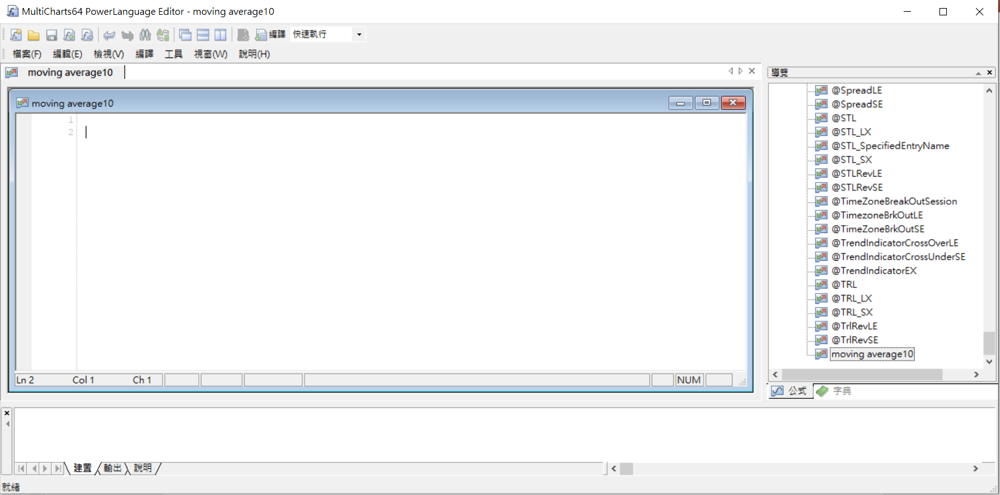 MultiCharts64 PowerLanguage Editor - moving average10
編譯 快速執行
檔案(F) 編輯(E) 檢視(V) 編譯 工具 視窗(W) 說明(H)
moving average10
moving average10
1
2
Ln 2 Col 1 Ch 1 NUM
導覽
@SpreadLE
@SpreadSE
@STL
@STL_LX
@STL_SpecifiedEntryName
@STL_SX
@STLRevLE
@STLRevSE
@TimeZoneBreakOutSession
@TimezoneBrkOutLE
@TimeZoneBrkOutSE
@TrendIndicatorCrossOverLE
@TrendIndicatorCrossUnderSE
@TrendIndicatorEX
@TRL
@TRL_LX
@TRL_SX
@TrlRevLE
@TrlRevSE
moving average10
公式 字典
建置 輸出 說明
就緒